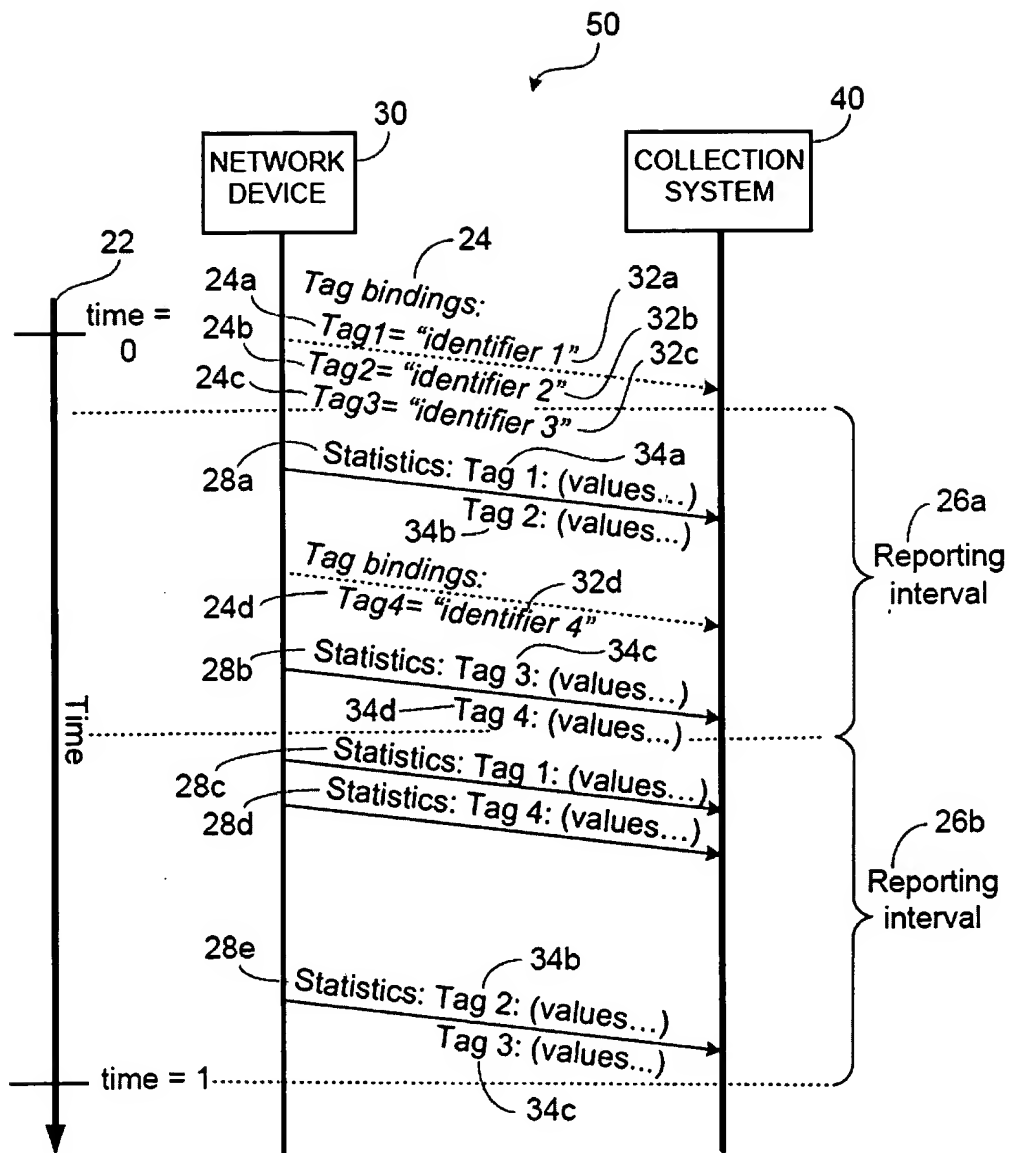 50
30
40
NETWORK
DEVICE
COLLECTION
SYSTEM
22
24
24a
Tag bindings:
32a
time =
0
Tag1= “identifier 1”
32b
24b
Tag2= “identifier 2”
32c
24c
Tag3= “identifier 3”
34a
28a
Statistics: Tag 1: (values...)
Tag 2: (values...)
34b
26a
Reporting
interval
Tag bindings:
32d
24d
Tag4= “identifier 4”
34c
28b
Statistics: Tag 3: (values...)
34d
Tag 4: (values...)
Time
28c
Statistics: Tag 1: (values...)
28d
Statistics: Tag 4: (values...)
26b
Reporting
interval
28e
34b
Statistics: Tag 2: (values...)
Tag 3: (values...)
time = 1
34c